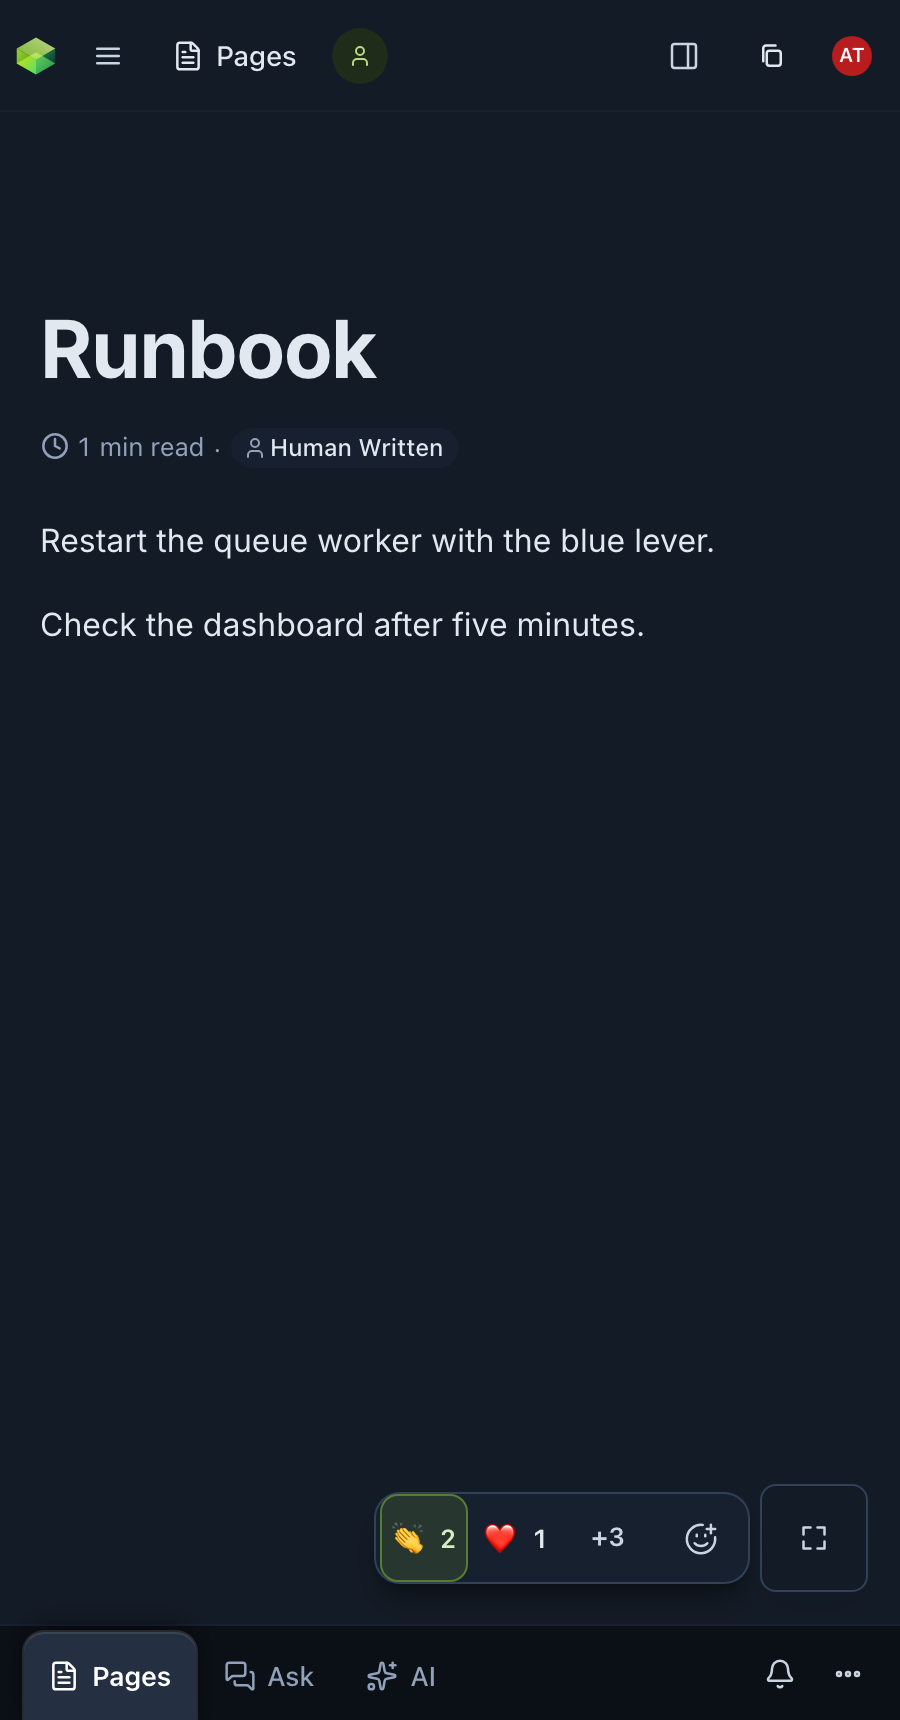 Pages
AT
Runbook
1 min read · Human Written
Restart the queue worker with the blue lever.
Check the dashboard after five minutes.
👏 2 ❤️ 1 +3
Pages Ask AI